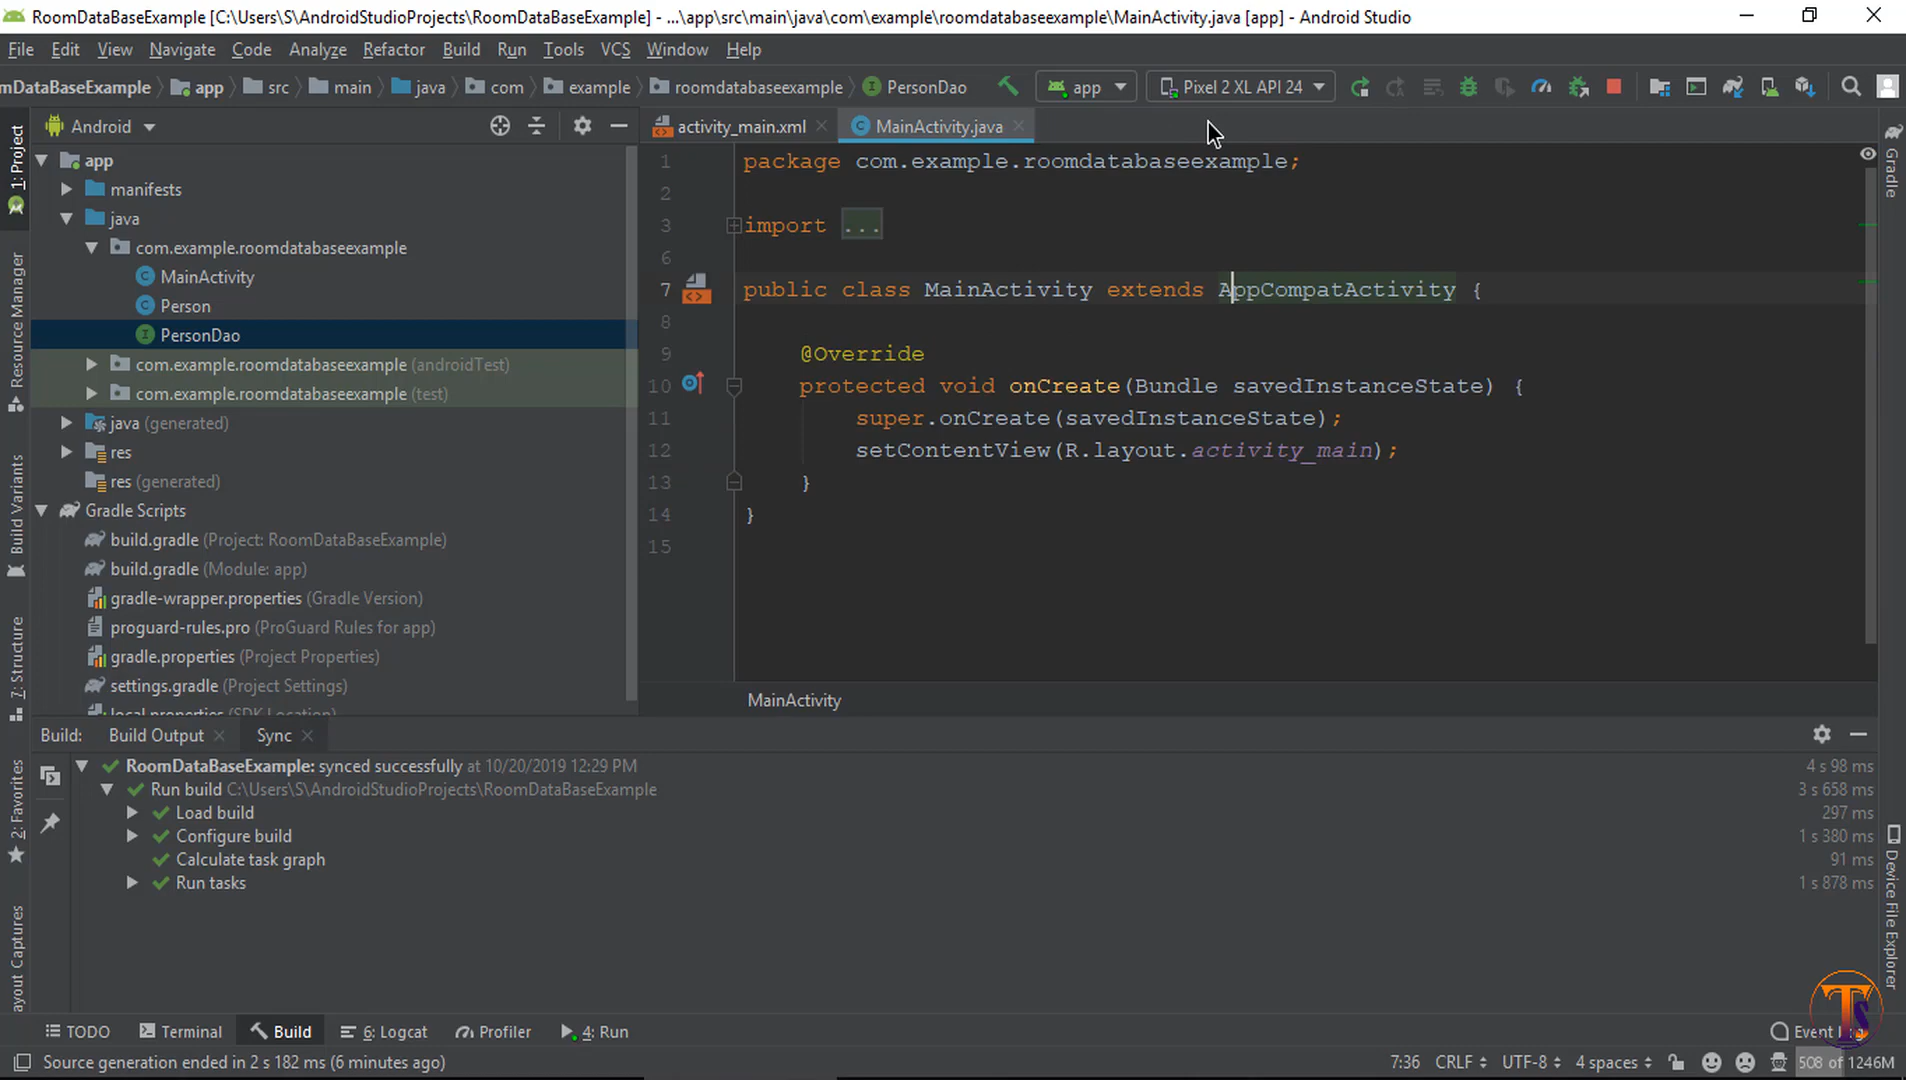 RoomDataBaseExample [C:\Users\S\AndroidStudioProjects\RoomDataBaseExample] - ...\app\src\main\java\com\example\roomdatabaseexample\MainActivity.java [app] - Android Studio
File Edit View Navigate Code Analyze Refactor Build Run Tools VCS Window Help
mDataBaseExample app src main java com example roomdatabaseexample PersonDao app Pixel 2 XL API 24
1: Project
Resource Manager
Build Variants
7: Structure
2: Favorites
ayout Captures
Android
app
manifests
java
com.example.roomdatabaseexample
MainActivity
Person
PersonDao
com.example.roomdatabaseexample (androidTest)
com.example.roomdatabaseexample (test)
java (generated)
res
res (generated)
Gradle Scripts
build.gradle (Project: RoomDataBaseExample)
build.gradle (Module: app)
gradle-wrapper.properties (Gradle Version)
proguard-rules.pro (ProGuard Rules for app)
gradle.properties (Project Properties)
settings.gradle (Project Settings)
local.properties (SDK Location)
activity_main.xml MainActivity.java
1 package com.example.roomdatabaseexample;
2
3 import ...
6
7 public class MainActivity extends AppCompatActivity {
8
9 @Override
10 protected void onCreate(Bundle savedInstanceState) {
11 super.onCreate(savedInstanceState);
12 setContentView(R.layout.activity_main);
13 }
14 }
15
MainActivity
Gradle
Device File Explorer
Build: Build Output Sync
RoomDataBaseExample: synced successfully at 10/20/2019 12:29 PM 4 s 98 ms
Run build C:\Users\S\AndroidStudioProjects\RoomDataBaseExample 3 s 658 ms
Load build 297 ms
Configure build 1 s 380 ms
Calculate task graph 91 ms
Run tasks 1 s 878 ms
TS
TODO Terminal Build 6: Logcat Profiler 4: Run Event Log
Source generation ended in 2 s 182 ms (6 minutes ago) 7:36 CRLF UTF-8 4 spaces 508 of 1246M